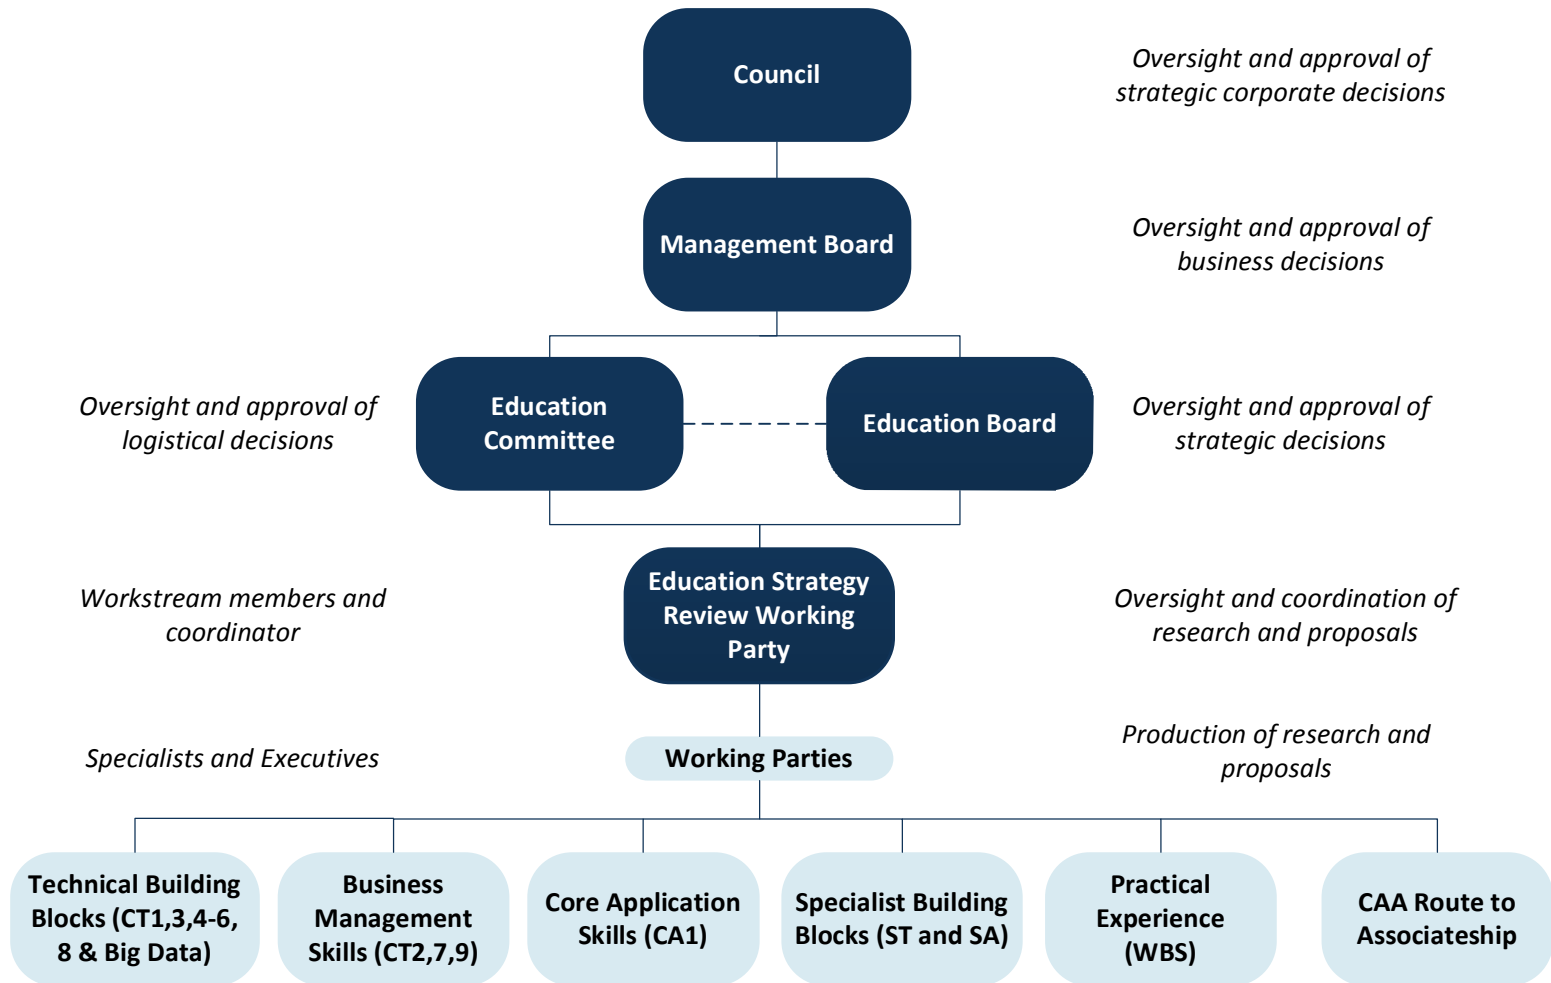 Council
Oversight and approval of
strategic corporate decisions
Management Board
Oversight and approval of
business decisions
Oversight and approval of
logistical decisions
Education
Committee
Education Board
Oversight and approval of
strategic decisions
Workstream members and
coordinator
Education Strategy
Review Working
Party
Oversight and coordination of
research and proposals
Specialists and Executives
Working Parties
Production of research and
proposals
Technical Building
Blocks (CT1,3,4-6,
8 & Big Data)
Business
Management
Skills (CT2,7,9)
Core Application
Skills (CA1)
Specialist Building
Blocks (ST and SA)
Practical
Experience
(WBS)
CAA Route to
Associateship